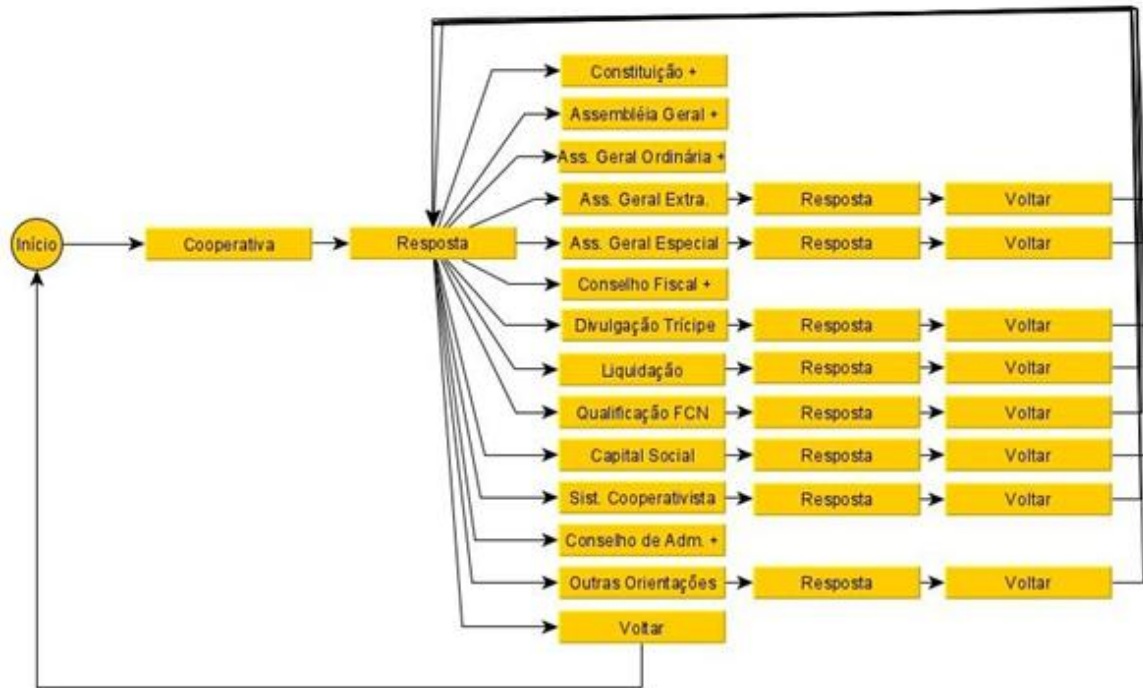 Constituição +
Assembléia Geral +
Ass. Geral Ordinária +
Ass. Geral Extra. Resposta Voltar
Início Cooperativa Resposta Ass. Geral Especial Resposta Voltar
Conselho Fiscal +
Divulgação Trícipe Resposta Voltar
Liquidação Resposta Voltar
Qualificação FCN Resposta Voltar
Capital Social Resposta Voltar
Sist. Cooperativista Resposta Voltar
Conselho de Adm. +
Outras Orientações Resposta Voltar
Voltar